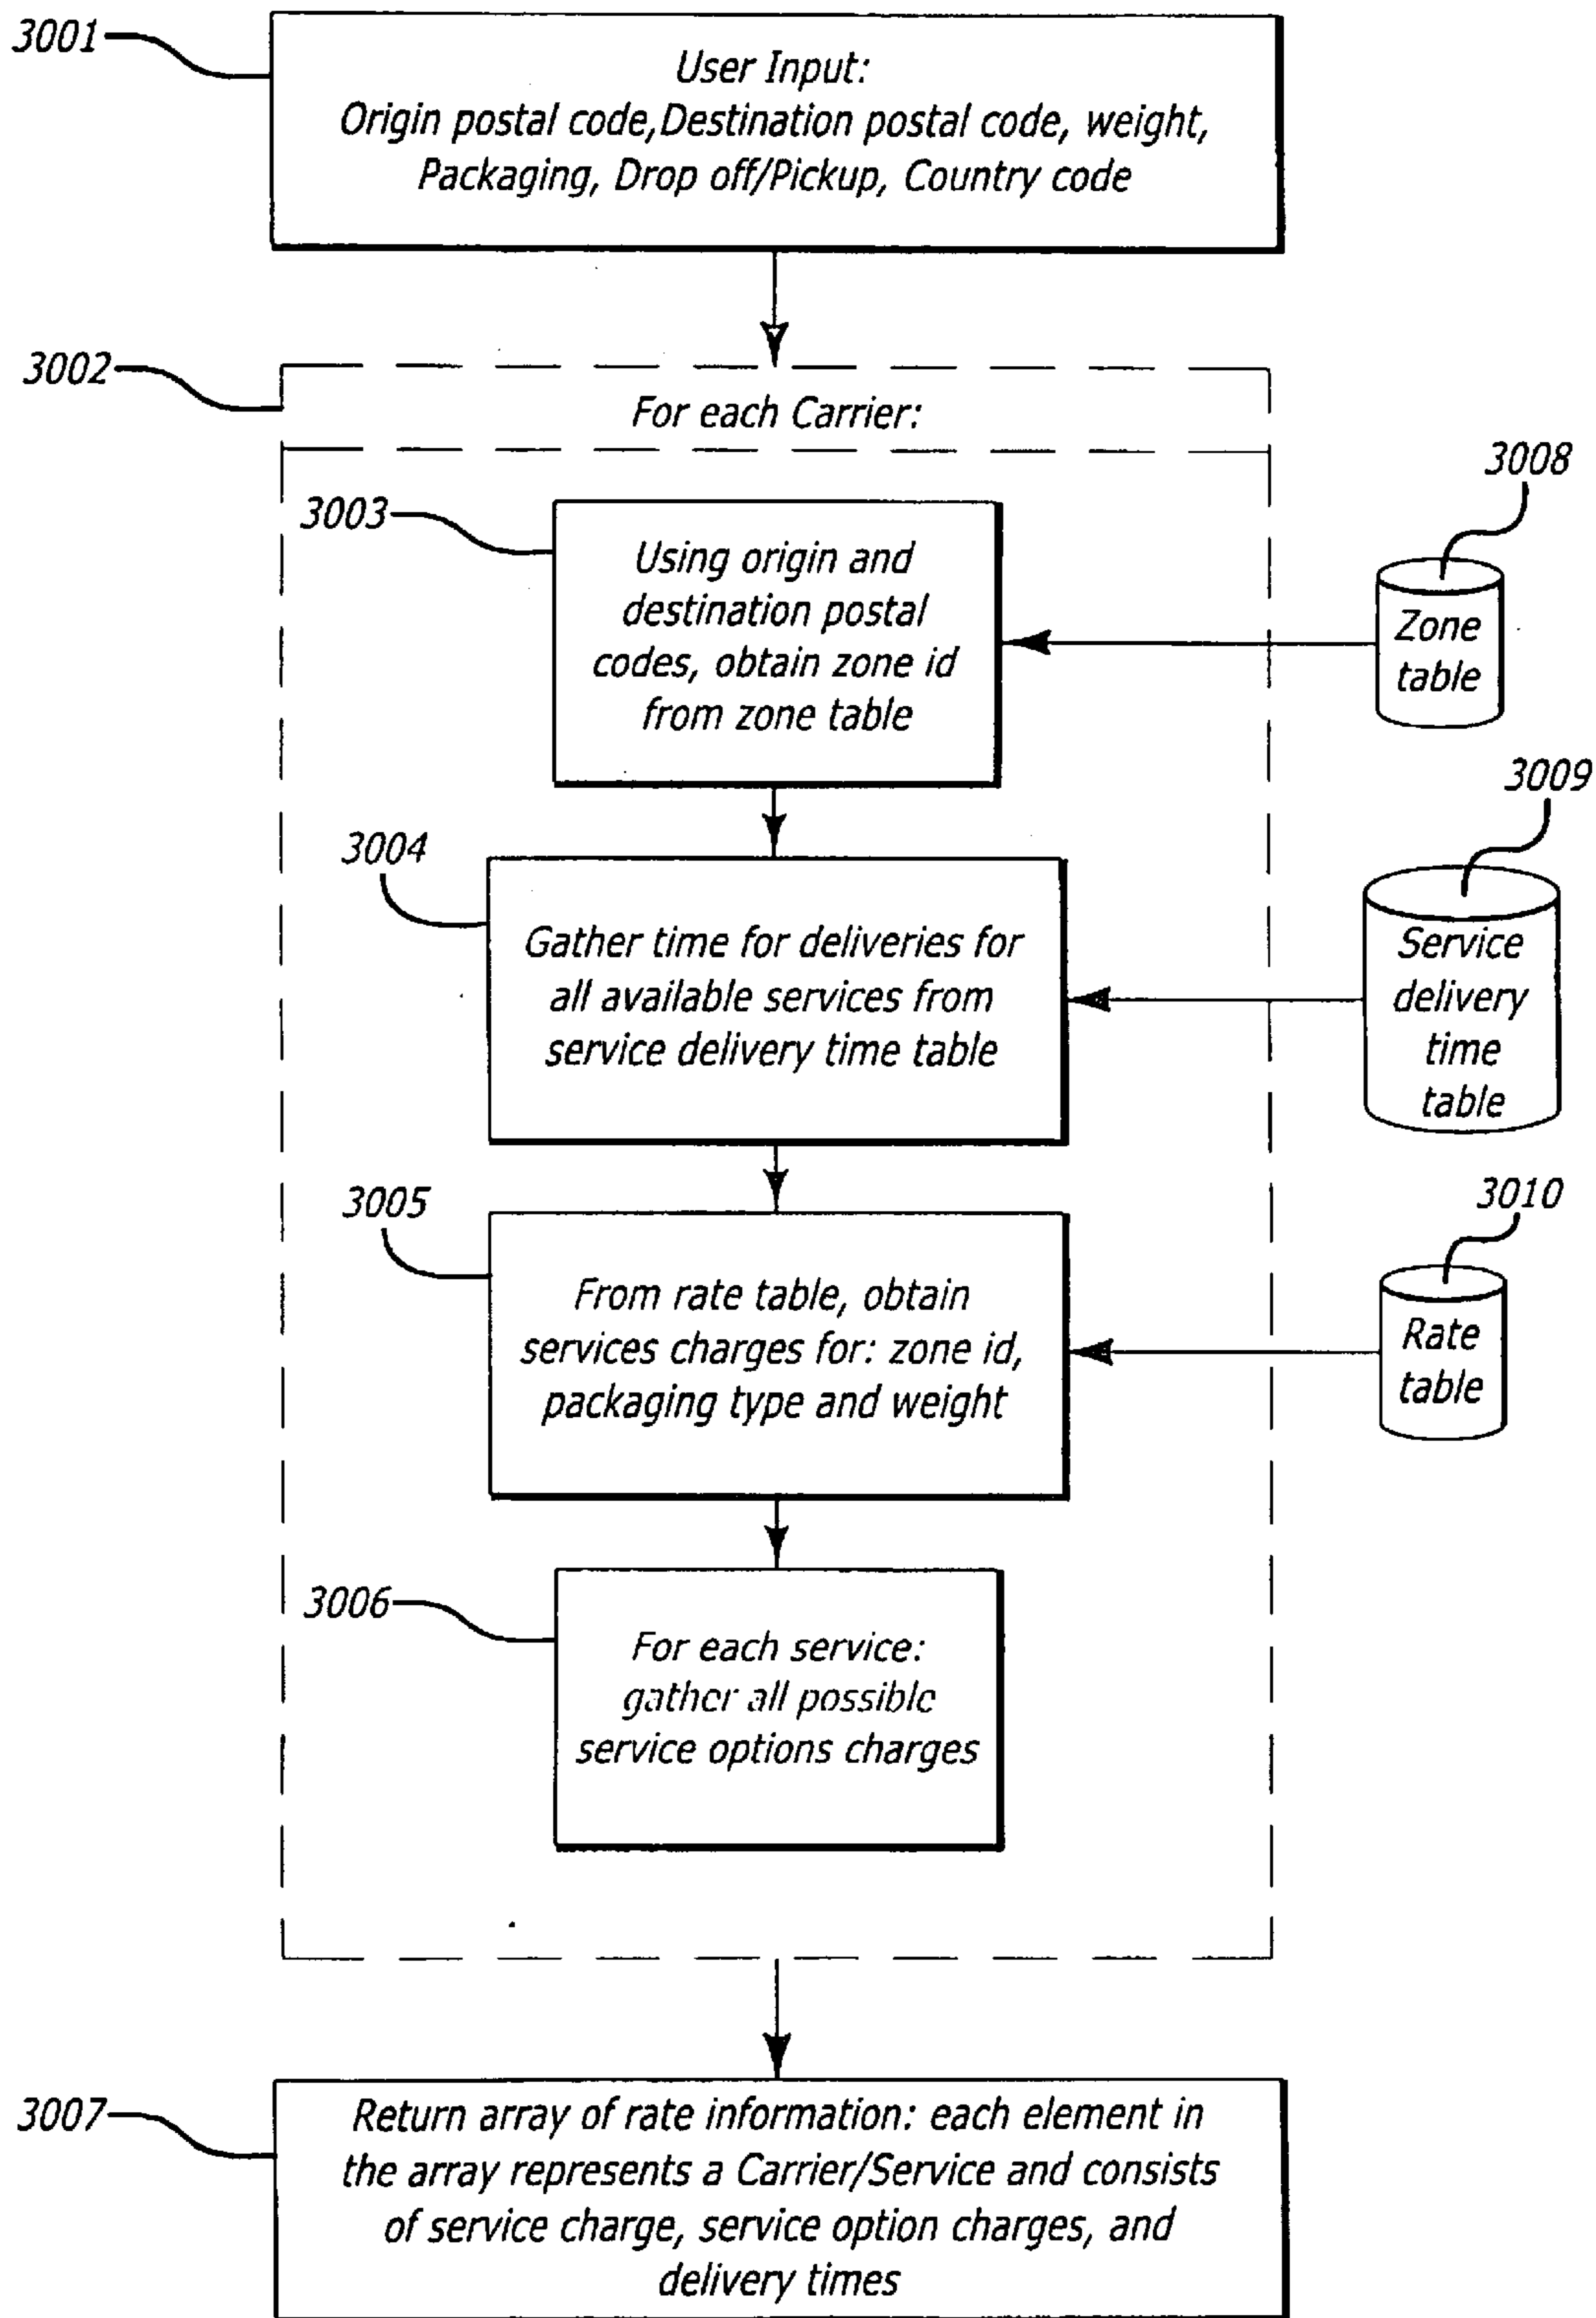 3001
User Input:
Origin postal code,Destination postal code, weight,
Packaging, Drop off/Pickup, Country code
3002
For each Carrier:
3003
Using origin and
destination postal
codes, obtain zone id
from zone table
3008
Zone
table
3004
Gather time for deliveries for
all available services from
service delivery time table
3009
Service
delivery
time
table
3005
From rate table, obtain
services charges for: zone id,
packaging type and weight
3010
Rate
table
3006
For each service:
gather all possible
service options charges
3007
Return array of rate information: each element in
the array represents a Carrier/Service and consists
of service charge, service option charges, and
delivery times